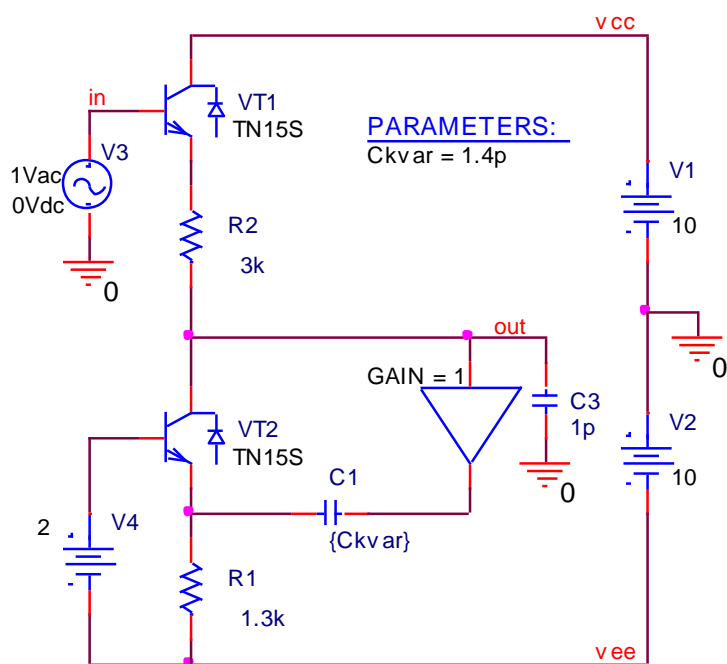 vcc
in
VT1
TN15S
V3
1Vac
0Vdc
0
PARAMETERS:
Ckvar = 1.4p
V1
10
R2
3k
out
0
GAIN = 1
C3
1p
0
VT2
TN15S
V2
10
C1
{Ckvar}
2
V4
R1
1.3k
vee